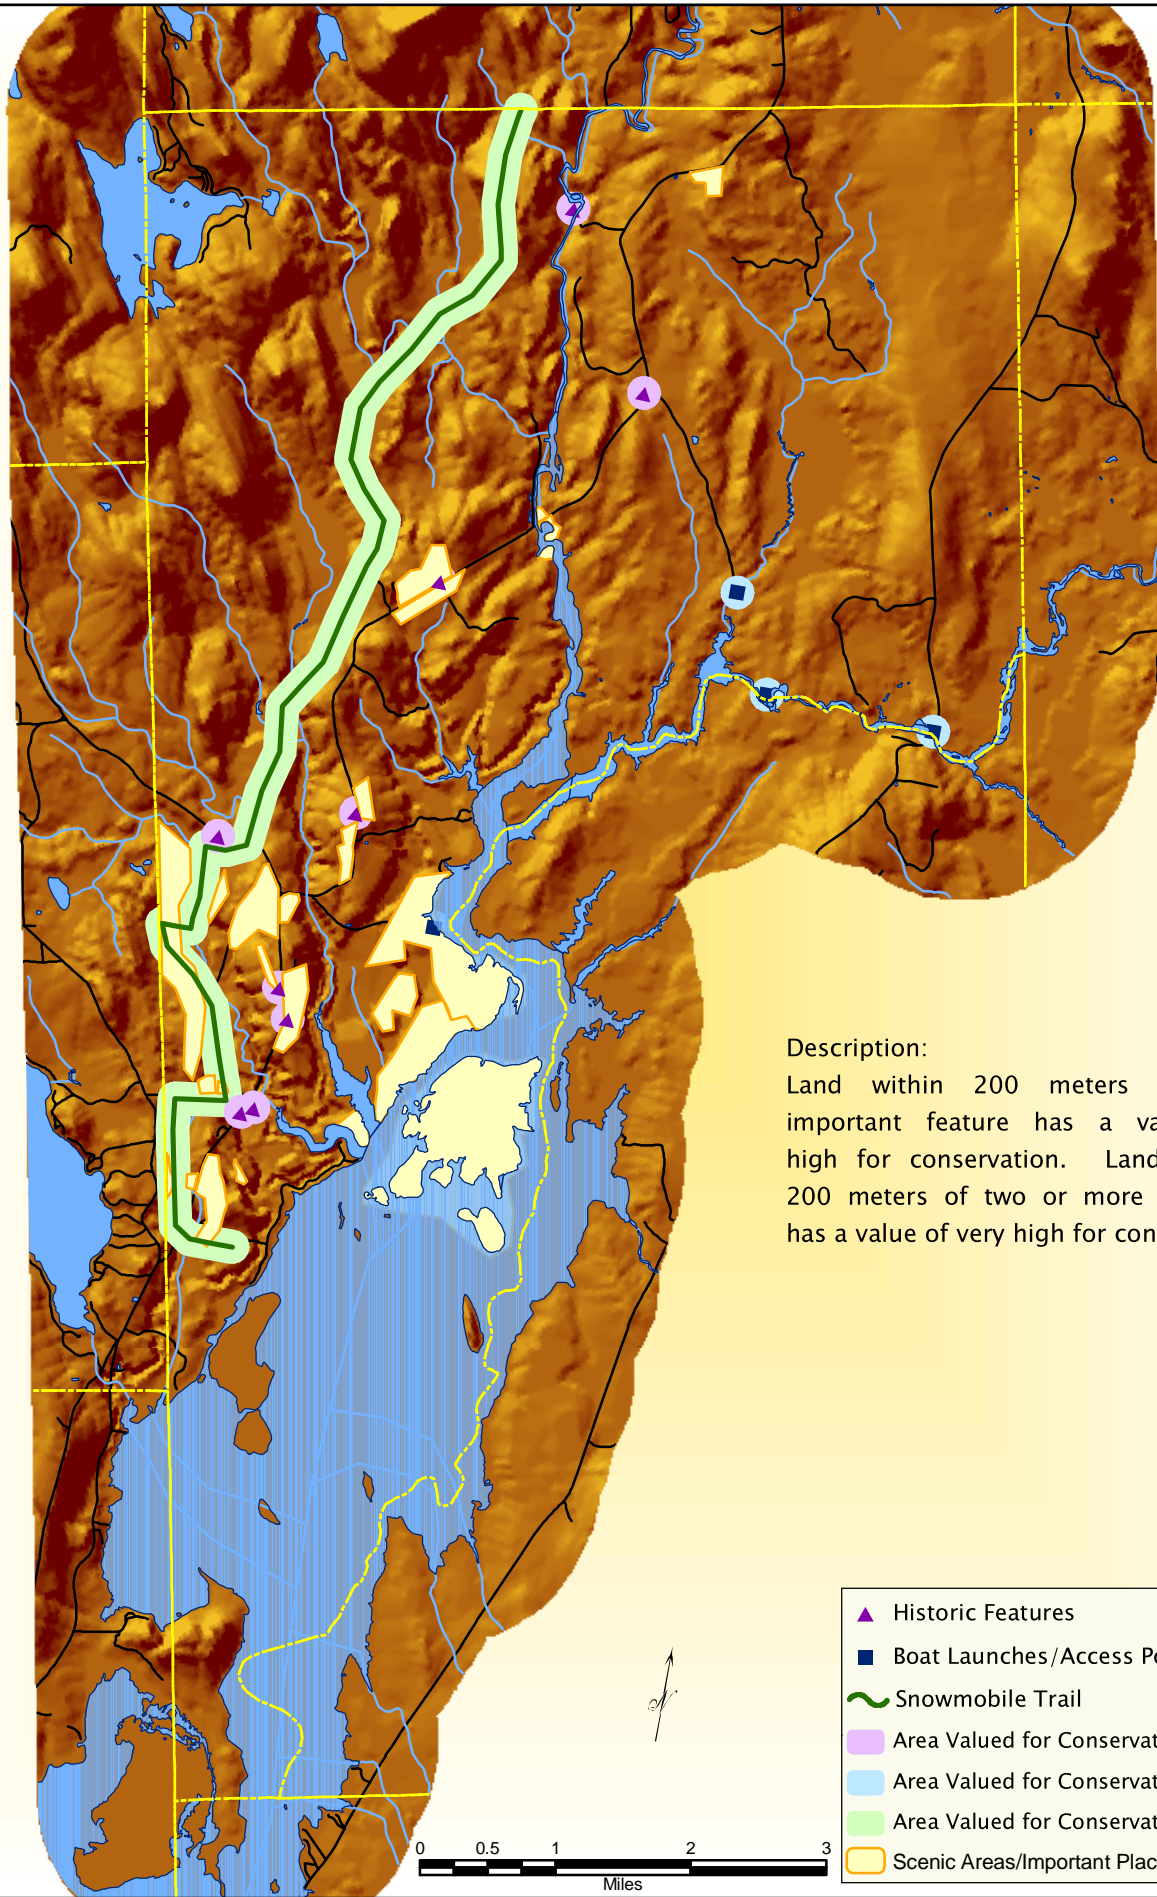 Description:
Land within 200 meters
important feature has a va
high for conservation. Land
200 meters of two or more
has a value of very high for con
Historic Features
Boat Launches/Access Po
Snowmobile Trail
Area Valued for Conservat
Area Valued for Conservat
Area Valued for Conservat
Scenic Areas/Important Plac
N
0 0.5 1 2 3
Miles